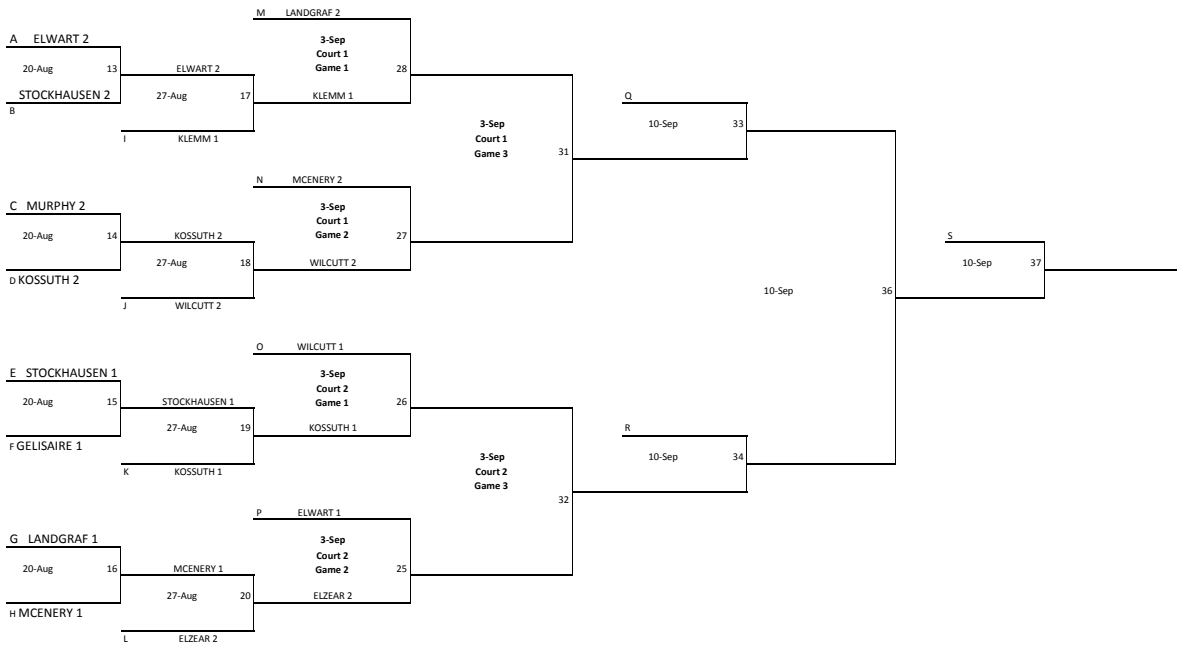 M LANDGRAF 2
A ELWART 2
3-Sep
Court 1
Game 1
20-Aug 13
ELWART 2
28
STOCKHAUSEN 2
B
27-Aug 17
KLEMM 1
I KLEMM 1
Q
10-Sep 33
3-Sep
Court 1
Game 3
31
N MCENERY 2
C MURPHY 2
3-Sep
Court 1
Game 2
20-Aug 14
KOSSUTH 2
27
D KOSSUTH 2
27-Aug 18
WILCUTT 2
J WILCUTT 2
S
10-Sep 37
10-Sep 36
O WILCUTT 1
E STOCKHAUSEN 1
3-Sep
Court 2
Game 1
20-Aug 15
STOCKHAUSEN 1
26
F GELISAIRE 1
27-Aug 19
KOSSUTH 1
K KOSSUTH 1
R
10-Sep 34
3-Sep
Court 2
Game 3
32
P ELWART 1
G LANDGRAF 1
3-Sep
Court 2
Game 2
20-Aug 16
MCENERY 1
25
H MCENERY 1
27-Aug 20
ELZEAR 2
L ELZEAR 2